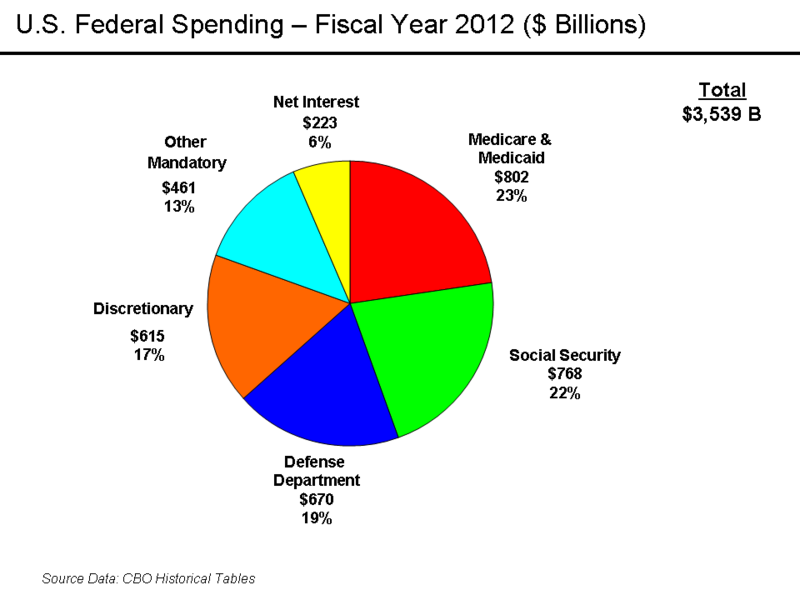 U.S. Federal Spending – Fiscal Year 2012 ($ Billions)
Total
$3,539 B
Net Interest
$223
6%
Medicare &
Medicaid
$802
23%
Other
Mandatory
$461
13%
Discretionary
$615
17%
Social Security
$768
22%
Defense
Department
$670
19%
Source Data: CBO Historical Tables